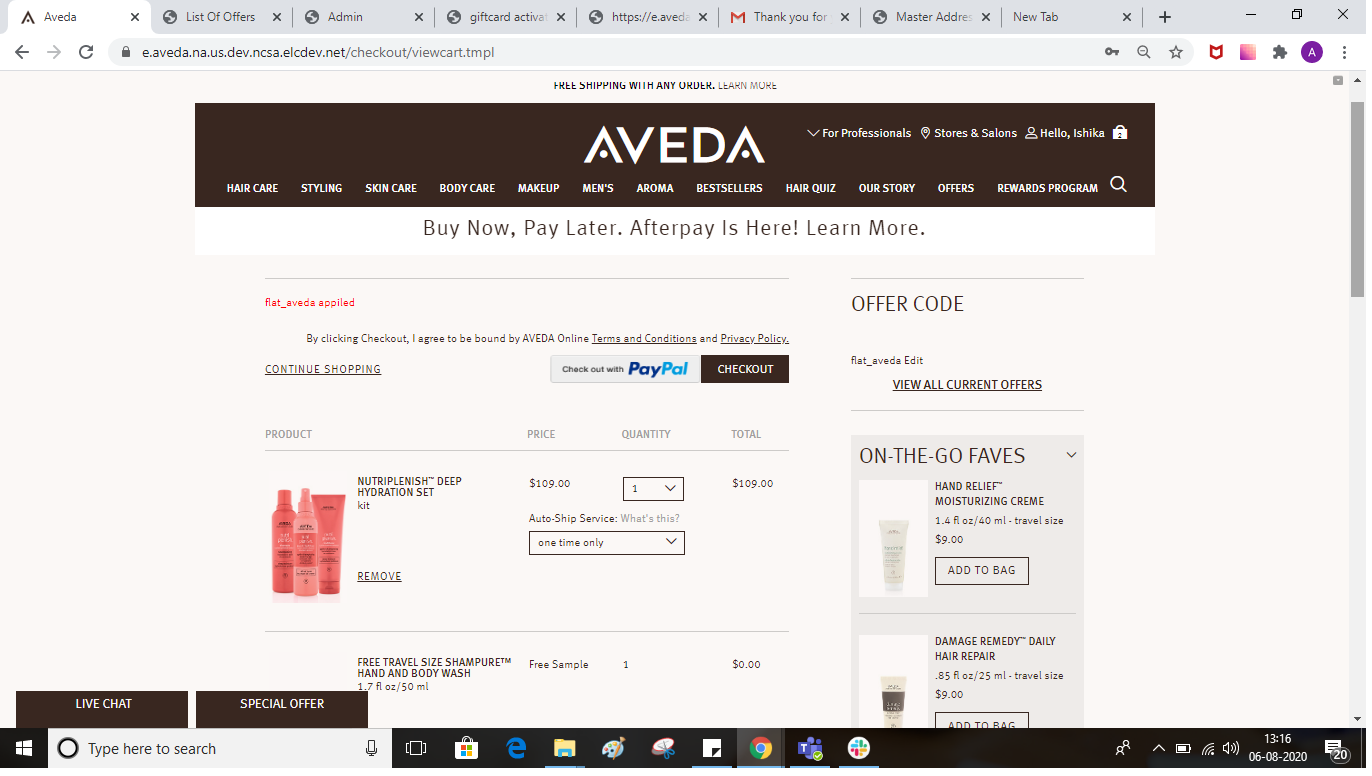 Aveda
List Of Offers
Admin
giftcard activat
https://e.aveda
Thank you for
Master Addres
New Tab
e.aveda.na.us.dev.ncsa.elcdev.net/checkout/viewcart.tmpl
A
FREE SHIPPING WITH ANY ORDER. LEARN MORE
AVEDA
For Professionals
Stores & Salons
Hello, Ishika
2
HAIR CARE
STYLING
SKIN CARE
BODY CARE
MAKEUP
MEN'S
AROMA
BESTSELLERS
HAIR QUIZ
OUR STORY
OFFERS
REWARDS PROGRAM
Buy Now, Pay Later. Afterpay Is Here! Learn More.
flat_aveda appiled
By clicking Checkout, I agree to be bound by AVEDA Online Terms and Conditions and Privacy Policy.
CONTINUE SHOPPING
Check out with PayPal
CHECKOUT
OFFER CODE
flat_aveda Edit
VIEW ALL CURRENT OFFERS
PRODUCT PRICE QUANTITY TOTAL
NUTRIPLENISH™ DEEP
HYDRATION SET
kit
$109.00
1
$109.00
Auto-Ship Service: What's this?
one time only
REMOVE
FREE TRAVEL SIZE SHAMPURE™
HAND AND BODY WASH
1.7 fl oz/50 ml
Free Sample
1
$0.00
ON-THE-GO FAVES
HAND RELIEF™
MOISTURIZING CREME
1.4 fl oz/40 ml - travel size
$9.00
ADD TO BAG
DAMAGE REMEDY™ DAILY
HAIR REPAIR
.85 fl oz/25 ml - travel size
$9.00
ADD TO BAG
LIVE CHAT
SPECIAL OFFER
Type here to search
13:16
06-08-2020
20